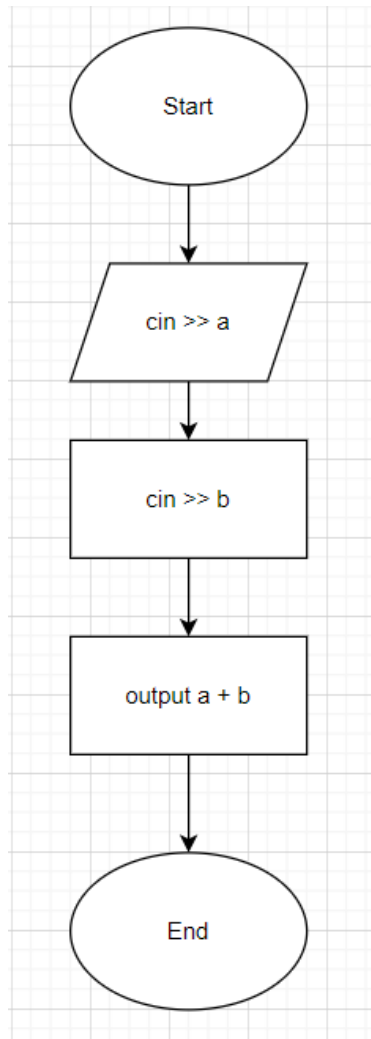 Start
cin >> a
cin >> b
output a + b
End